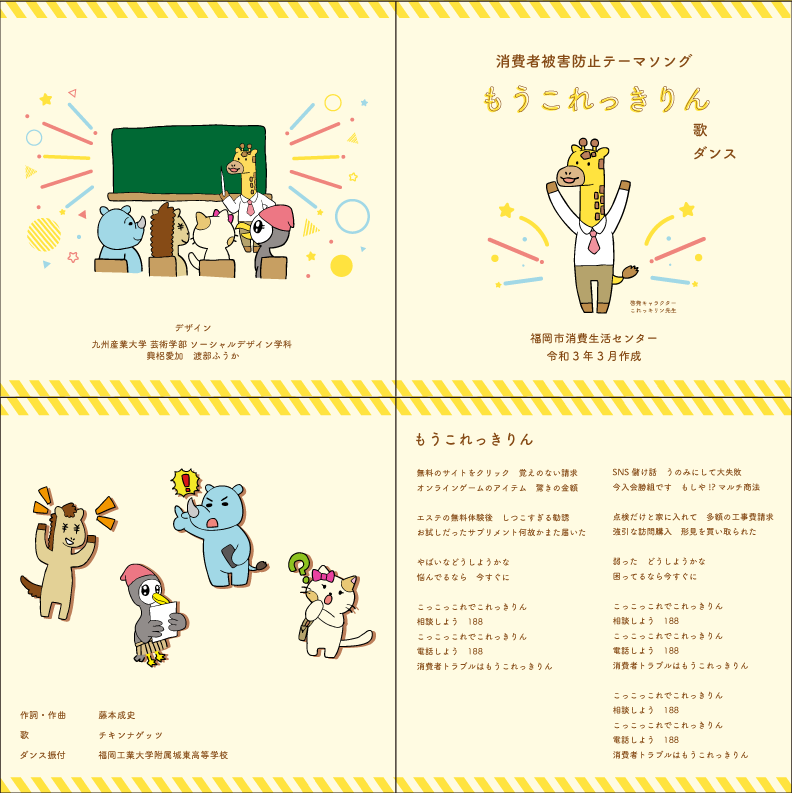 デザイン
九州産業大学 芸術学部 ソーシャルデザイン学科
興梠愛加　渡部ふうか
消費者被害防止テーマソング
もうこれっきりん
歌
ダンス
啓発キャラクター
これっキリン先生
福岡市消費生活センター
令和３年３月作成
!
?
作詞・作曲　藤本成史
歌　チキンナゲッツ
ダンス振付　福岡工業大学附属城東高等学校
もうこれっきりん
無料のサイトをクリック　覚えのない請求
オンラインゲームのアイテム　驚きの金額
エステの無料体験後　しつこすぎる勧誘
お試しだったサプリメント何故かまた届いた
やばいなどうしようかな
悩んでるなら　今すぐに
こっこっこれでこれっきりん
相談しよう　188
こっこっこれでこれっきりん
電話しよう　188
消費者トラブルはもうこれっきりん
SNS 儲け話　うのみにして大失敗
今入会勝組です　もしや!?マルチ商法
点検だけと家に入れて　多額の工事費請求
強引な訪問購入　形見を買い取られた
弱った　どうしようかな
困ってるなら今すぐに
こっこっこれでこれっきりん
相談しよう　188
こっこっこれでこれっきりん
電話しよう　188
消費者トラブルはもうこれっきりん
こっこっこれでこれっきりん
相談しよう　188
こっこっこれでこれっきりん
電話しよう　188
消費者トラブルはもうこれっきりん